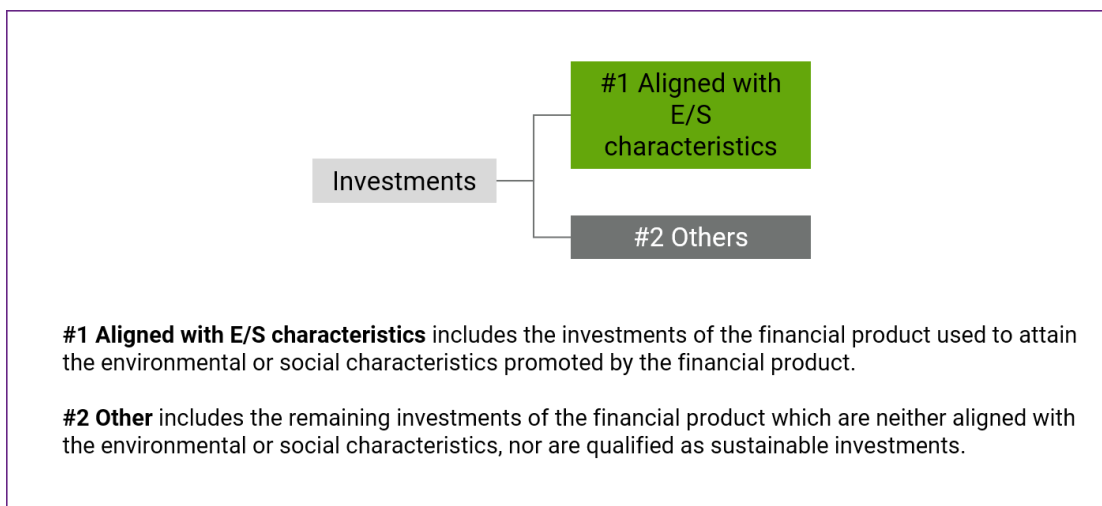 #1 Aligned with
E/S
characteristics
Investments
#2 Others
#1 Aligned with E/S characteristics includes the investments of the financial product used to attain
the environmental or social characteristics promoted by the financial product.
#2 Other includes the remaining investments of the financial product which are neither aligned with
the environmental or social characteristics, nor are qualified as sustainable investments.